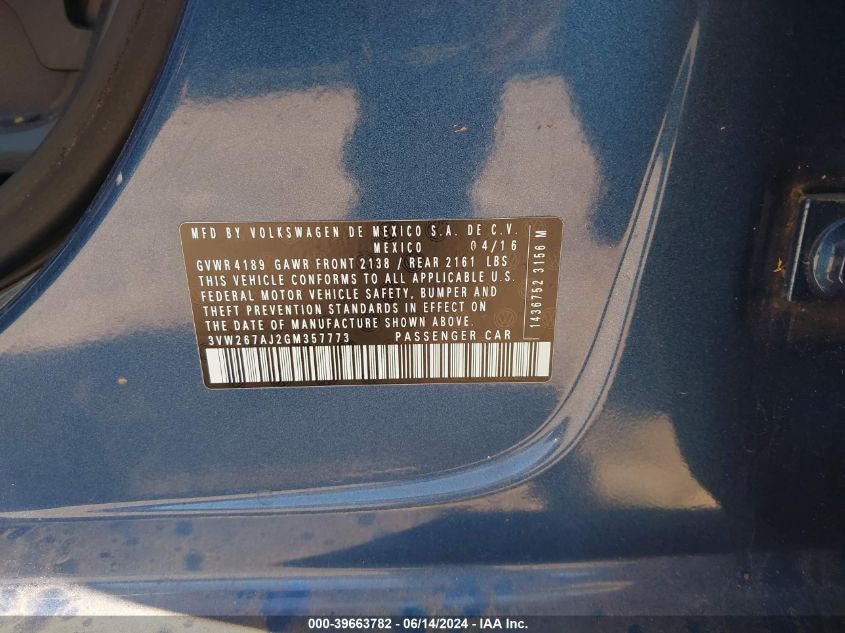 MFD BY VOLKSWAGEN DE MEXICO S.A. DE C.V.
MEXICO 04/16
GVWR 4189 GAWR FRONT 2138 / REAR 2161 LBS
THIS VEHICLE CONFORMS TO ALL APPLICABLE U.S.
FEDERAL MOTOR VEHICLE SAFETY, BUMPER AND
THEFT PREVENTION STANDARDS IN EFFECT ON
THE DATE OF MANUFACTURE SHOWN ABOVE.
3VW267AJ2GM357773 PASSENGER CAR
1436752 3156 M
000-39663782 - 06/14/2024 - IAA Inc.